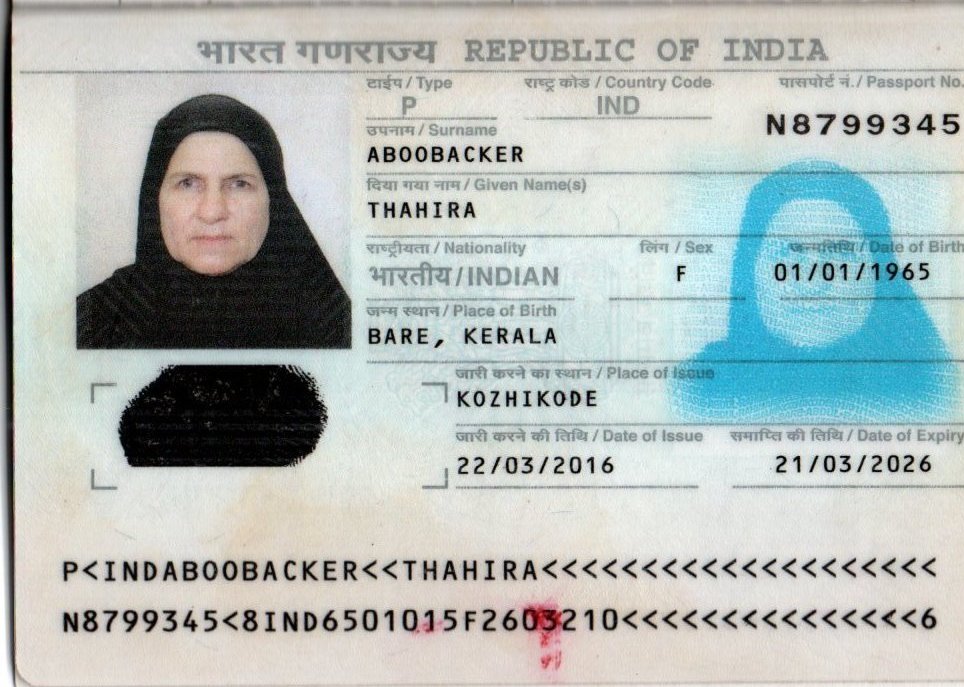 भारत गणराज्य REPUBLIC OF INDIA
टाईप / Type राष्ट्र कोड / Country Code पासपोर्ट नं. / Passport No.
P IND N8799345
उपनाम / Surname
ABOOBACKER
दिया गया नाम / Given Name(s)
THAHIRA
राष्ट्रीयता / Nationality लिंग / Sex जन्मतिथि / Date of Birth
भारतीय / INDIAN F 01/01/1965
जन्म स्थान / Place of Birth
BARE, KERALA
जारी करने का स्थान / Place of Issue
KOZHIKODE
जारी करने की तिथि / Date of Issue समाप्ति की तिथि / Date of Expiry
22/03/2016 21/03/2026
P<INDABOOBACKER<<THAHIRA<<<<<<<<<<<<<<<<<<<<
N8799345<8IND6501015F2603210<<<<<<<<<<<<<<<6